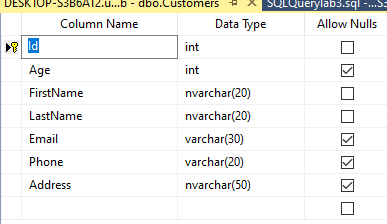 DESKTOP-S3B6A12.u...b - dbo.Customers
SQLQuerylab3.sql -
Column Name Data Type Allow Nulls
Id int
Age int
FirstName nvarchar(20)
LastName nvarchar(20)
Email varchar(30)
Phone varchar(20)
Address nvarchar(50)